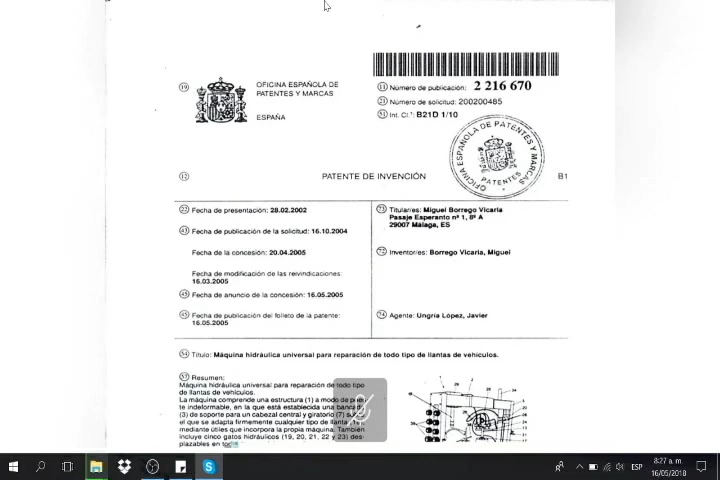 (19)
OFICINA ESPAÑOLA DE
PATENTES Y MARCAS
ESPAÑA
(11) Número de publicación: 2 216 670
(21) Número de solicitud: 200200485
(51) Int. Cl.⁷: B21D 1/10
OFICINA ESPAÑOLA DE PATENTES Y MARCAS
PATENTES
(12)
PATENTE DE INVENCIÓN
B1
(22) Fecha de presentación: 28.02.2002
(43) Fecha de publicación de la solicitud: 16.10.2004
Fecha de la concesión: 20.04.2005
Fecha de modificación de las reivindicaciones:
16.03.2005
(45) Fecha de anuncio de la concesión: 16.05.2005
(45) Fecha de publicación del folleto de la patente:
16.05.2005
(73) Titular/es: Miguel Borrego Vicaria
Pasaje Esperanto nº 1, 8º A
29007 Málaga, ES
(72) Inventor/es: Borrego Vicaria, Miguel
(74) Agente: Ungría López, Javier
(54) Título: Máquina hidráulica universal para reparación de todo tipo de llantas de vehículos.
(57) Resumen:
Máquina hidráulica universal para reparación de todo tipo
de llantas de vehículos.
La máquina comprende una estructura (1) a modo de
te indeformable, en la que está establecida una bancada
(3) de soporte para un cabezal central y giratorio (7)
el que se adapta firmemente cualquier tipo de
mediante útiles que incorpora la propia máquina. También
incluye cinco gatos hidráulicos (19, 20, 21, 22 y 23) des-
plazables en
ESP
8:27 a. m.
16/05/2018